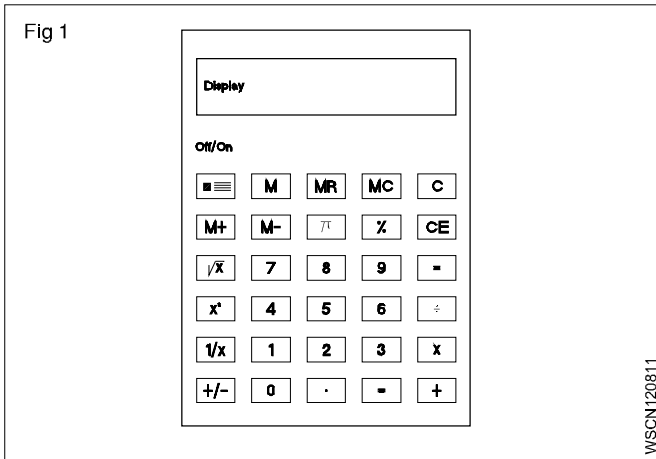 Fig 1
Display
Off/On
M MR MC C
M+ M- π % CE
√x 7 8 9 -
4 5 6 ÷
1/x 1 2 3 x
+/- 0 . = +
WSCN120811